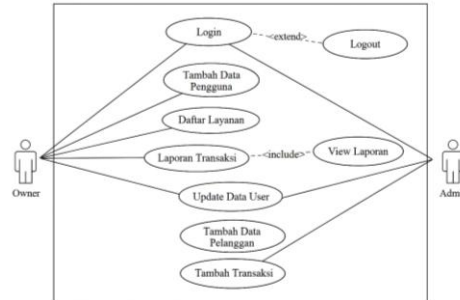 Login
<extend>
Logout
Tambah Data
Pengguna
Daftar Layanan
Laporan Transaksi
<include>
View Laporan
Owner
Adm
Update Data User
Tambah Data
Pelanggan
Tambah Transaksi